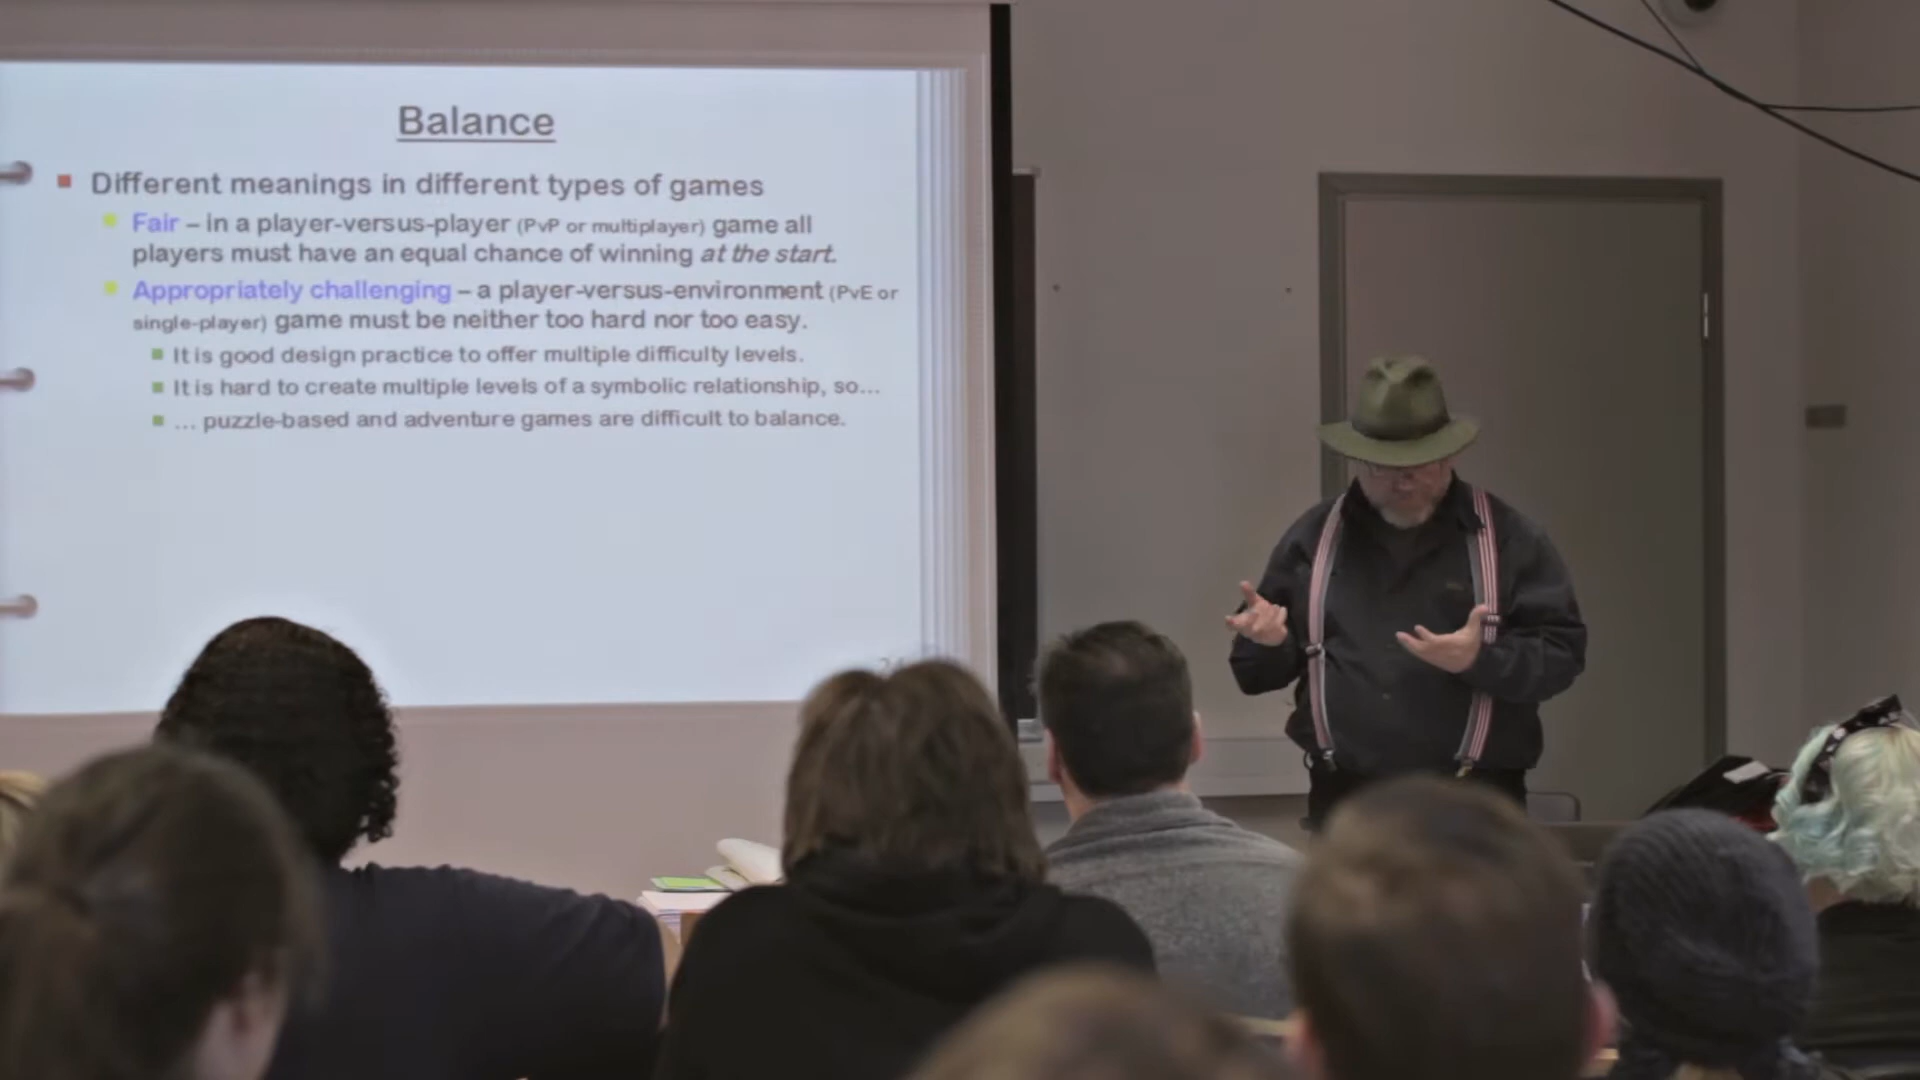 Balance
Different meanings in different types of games
Fair – in a player-versus-player (PvP or multiplayer) game all
players must have an equal chance of winning at the start.
Appropriately challenging – a player-versus-environment (PvE or
single-player) game must be neither too hard nor too easy.
It is good design practice to offer multiple difficulty levels.
It is hard to create multiple levels of a symbolic relationship, so...
... puzzle-based and adventure games are difficult to balance.